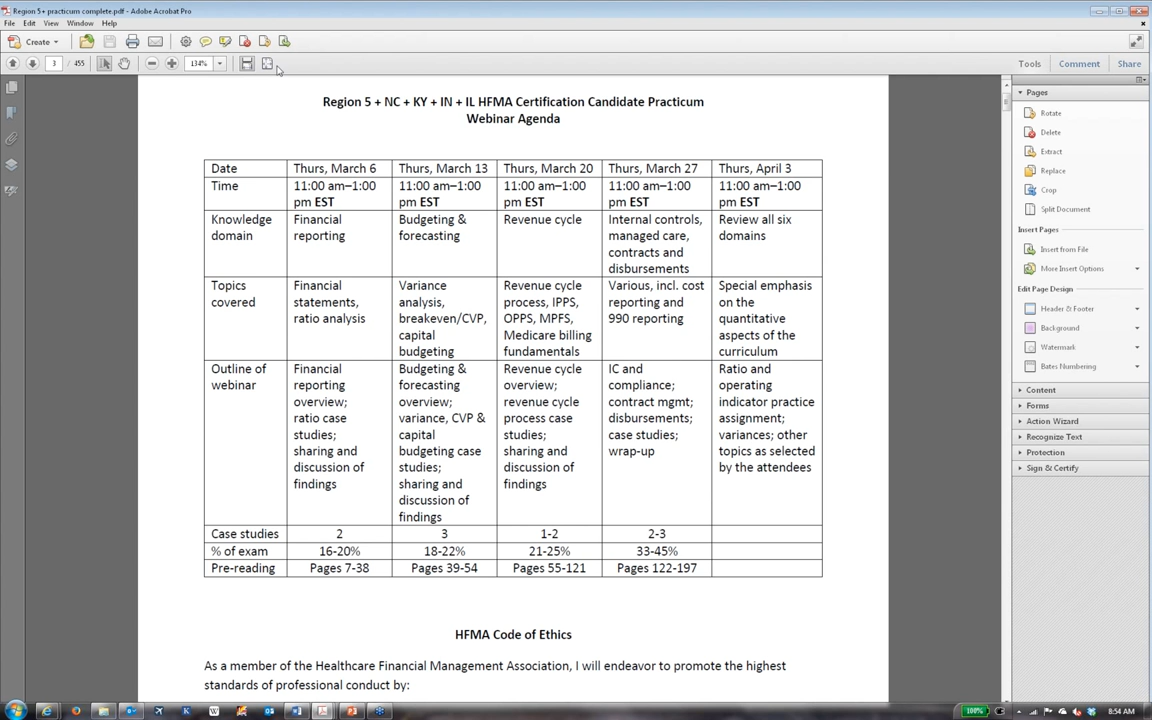 Region 5+ practicum complete.pdf - Adobe Acrobat Pro
File Edit View Window Help
Create
3 / 455 134% Tools Comment Share
Region 5 + NC + KY + IN + IL HFMA Certification Candidate Practicum
Webinar Agenda
Date Thurs, March 6 Thurs, March 13 Thurs, March 20 Thurs, March 27 Thurs, April 3
Time 11:00 am–1:00 11:00 am–1:00 11:00 am–1:00 11:00 am–1:00 11:00 am–1:00
pm EST pm EST pm EST pm EST pm EST
Knowledge Financial Budgeting & Revenue cycle Internal controls, Review all six
domain reporting forecasting managed care, domains
contracts and
disbursements
Topics Financial Variance Revenue cycle Various, incl. cost Special emphasis
covered statements, analysis, process, IPPS, reporting and on the
ratio analysis breakeven/CVP, OPPS, MPFS, 990 reporting quantitative
capital Medicare billing aspects of the
budgeting fundamentals curriculum
Outline of Financial Budgeting & Revenue cycle IC and Ratio and
webinar reporting forecasting overview; compliance; operating
overview; overview; revenue cycle contract mgmt; indicator practice
ratio case variance, CVP & process case disbursements; assignment;
studies; capital studies; case studies; variances; other
sharing and budgeting case sharing and wrap-up topics as selected
discussion of studies; discussion of by the attendees
findings sharing and findings
discussion of
findings
Case studies 2 3 1-2 2-3
% of exam 16-20% 18-22% 21-25% 33-45%
Pre-reading Pages 7-38 Pages 39-54 Pages 55-121 Pages 122-197
HFMA Code of Ethics
As a member of the Healthcare Financial Management Association, I will endeavor to promote the highest
standards of professional conduct by:
Pages
Rotate
Delete
Extract
Replace
Crop
Split Document
Insert Pages
Insert from File
More Insert Options
Edit Page Design
Header & Footer
Background
Watermark
Bates Numbering
Content
Forms
Action Wizard
Recognize Text
Protection
Sign & Certify
100% 8:54 AM